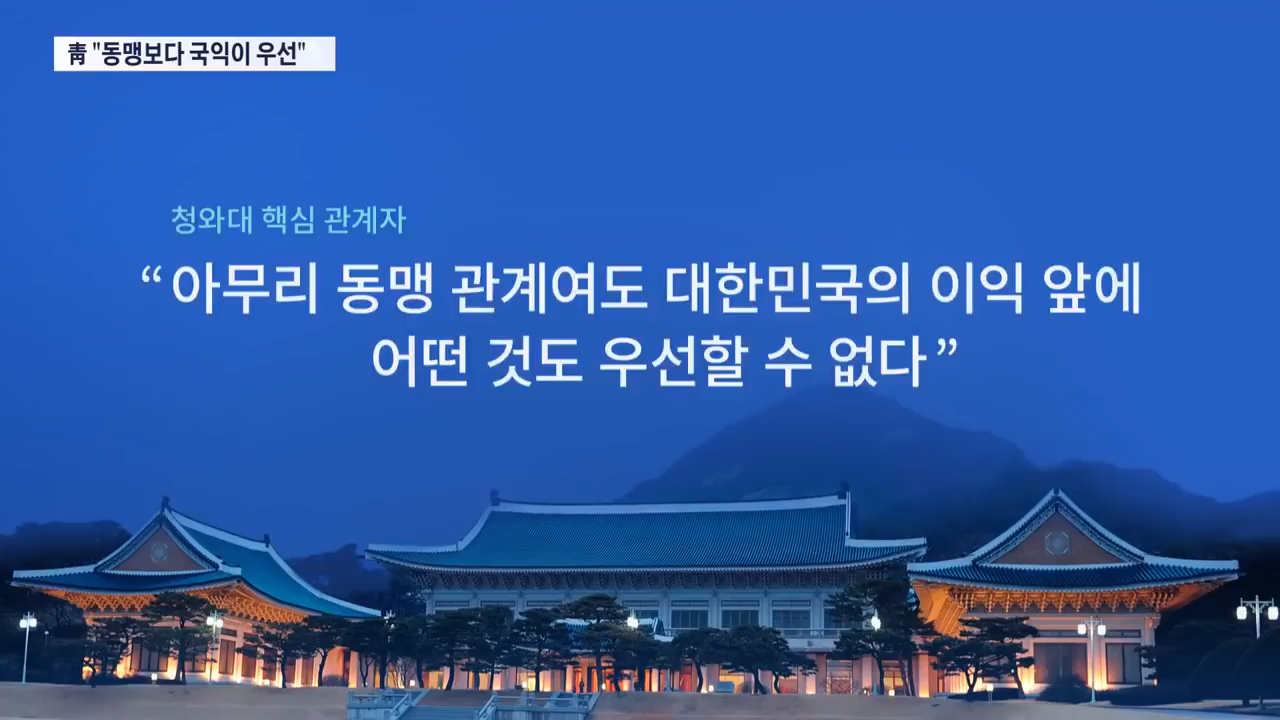 靑 "동맹보다 국익이 우선"
청와대 핵심 관계자
“아무리 동맹 관계여도 대한민국의 이익 앞에
어떤 것도 우선할 수 없다”